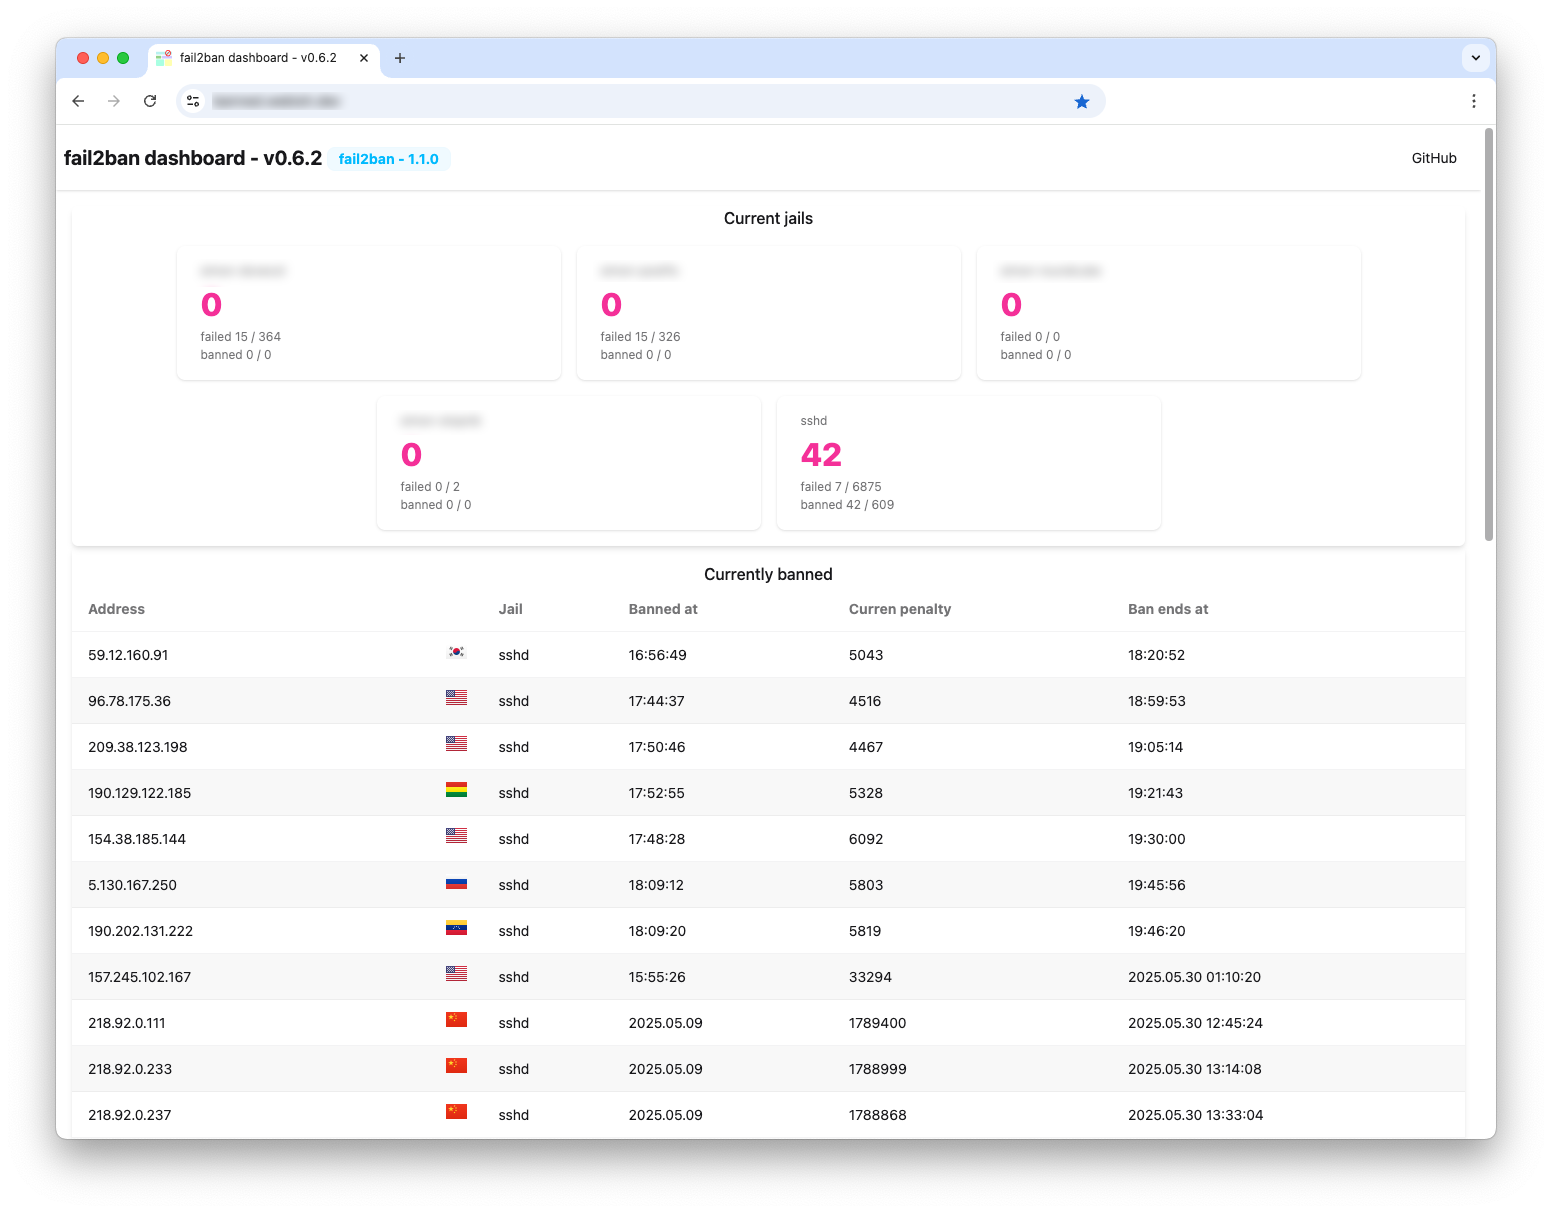 fail2ban dashboard - v0.6.2
fail2ban dashboard - v0.6.2 fail2ban - 1.1.0 GitHub
Current jails
0 0 0
failed 15 / 364 failed 15 / 326 failed 0 / 0
banned 0 / 0 banned 0 / 0 banned 0 / 0
sshd
0 42
failed 0 / 2 failed 7 / 6875
banned 0 / 0 banned 42 / 609
Currently banned
Address Jail Banned at Curren penalty Ban ends at
59.12.160.91 sshd 16:56:49 5043 18:20:52
96.78.175.36 sshd 17:44:37 4516 18:59:53
209.38.123.198 sshd 17:50:46 4467 19:05:14
190.129.122.185 sshd 17:52:55 5328 19:21:43
154.38.185.144 sshd 17:48:28 6092 19:30:00
5.130.167.250 sshd 18:09:12 5803 19:45:56
190.202.131.222 sshd 18:09:20 5819 19:46:20
157.245.102.167 sshd 15:55:26 33294 2025.05.30 01:10:20
218.92.0.111 sshd 2025.05.09 1789400 2025.05.30 12:45:24
218.92.0.233 sshd 2025.05.09 1788999 2025.05.30 13:14:08
218.92.0.237 sshd 2025.05.09 1788868 2025.05.30 13:33:04